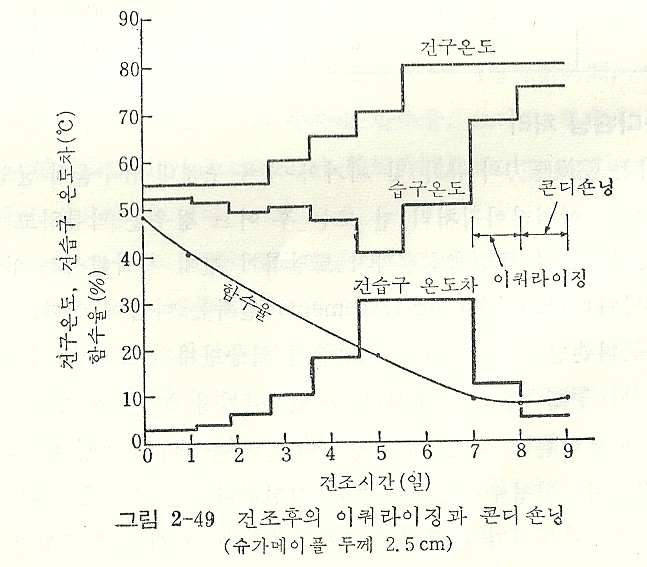 90
80
70
60
50
40
30
20
10
0
건구온도, 건습구 온도차(℃)
함수율(%)
건구온도
습구온도
콘디숀닝
이쿼라이징
함수율
건습구 온도차
0 1 2 3 4 5 6 7 8 9
건조시간(일)
그림 2-49 건조후의 이쿼라이징과 콘디숀닝
(슈가메이플 두께 2.5cm)